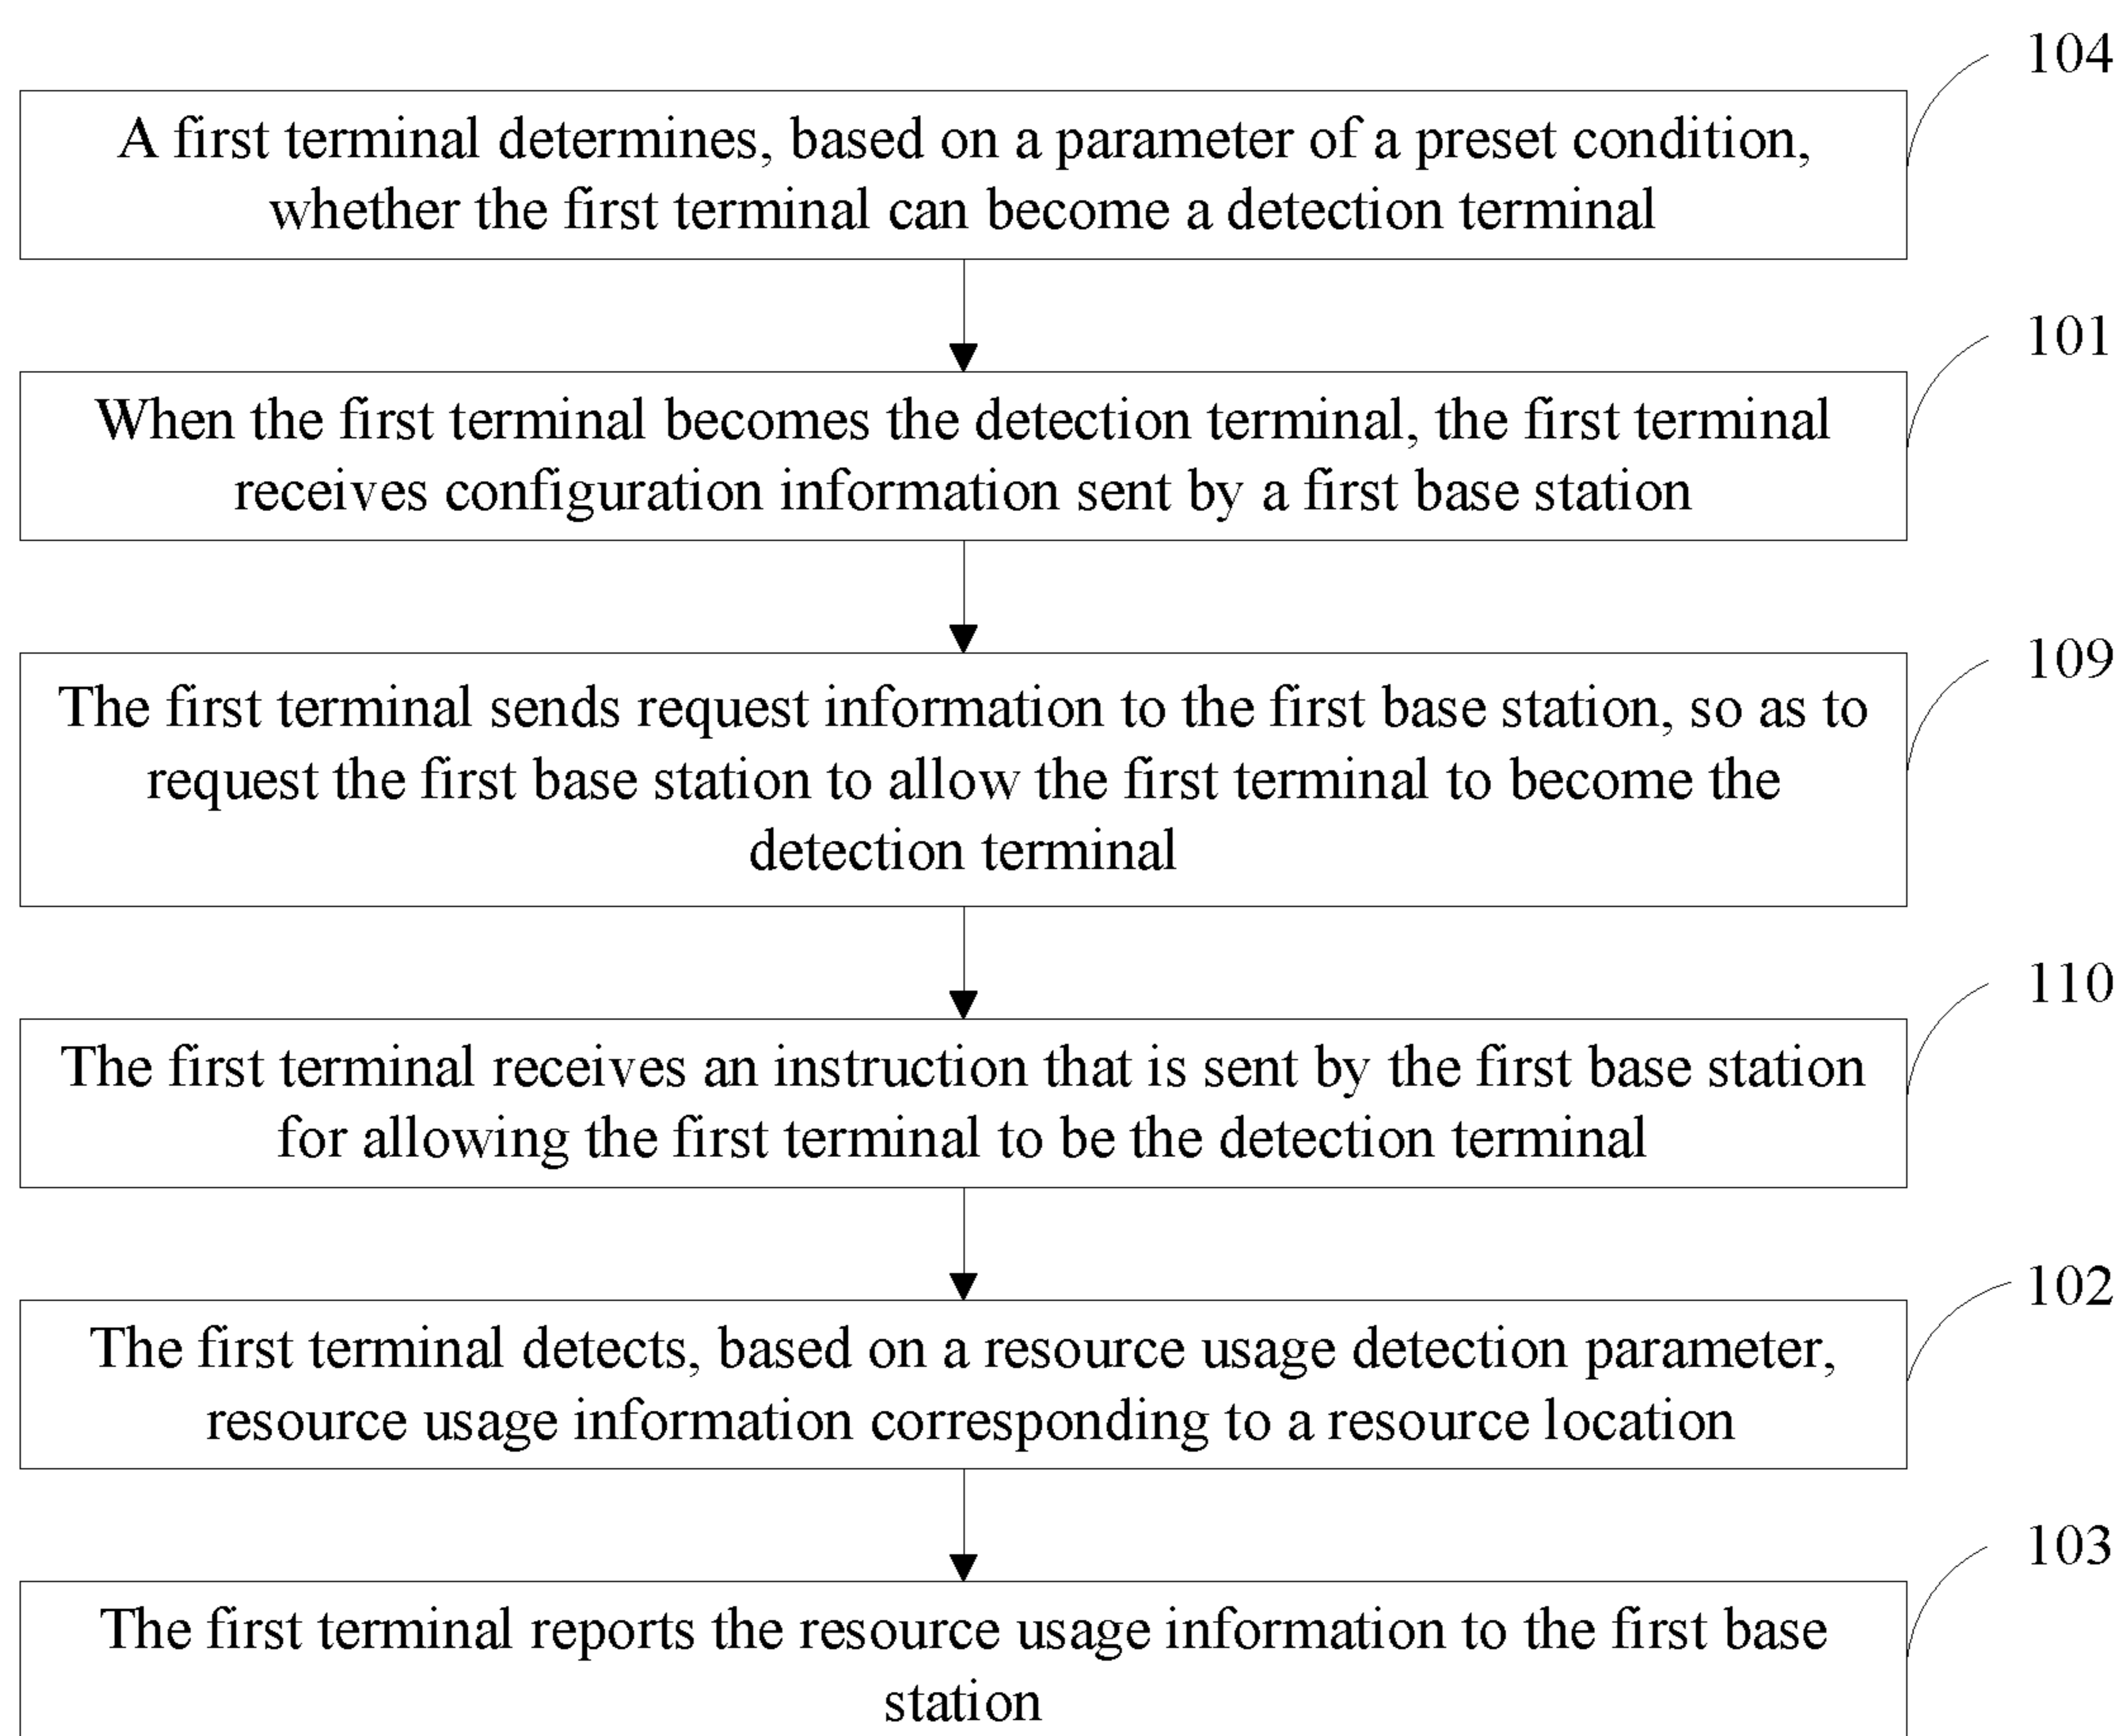 104
A first terminal determines, based on a parameter of a preset condition,
whether the first terminal can become a detection terminal
101
When the first terminal becomes the detection terminal, the first terminal
receives configuration information sent by a first base station
109
The first terminal sends request information to the first base station, so as to
request the first base station to allow the first terminal to become the
detection terminal
110
The first terminal receives an instruction that is sent by the first base station
for allowing the first terminal to be the detection terminal
102
The first terminal detects, based on a resource usage detection parameter,
resource usage information corresponding to a resource location
103
The first terminal reports the resource usage information to the first base
station